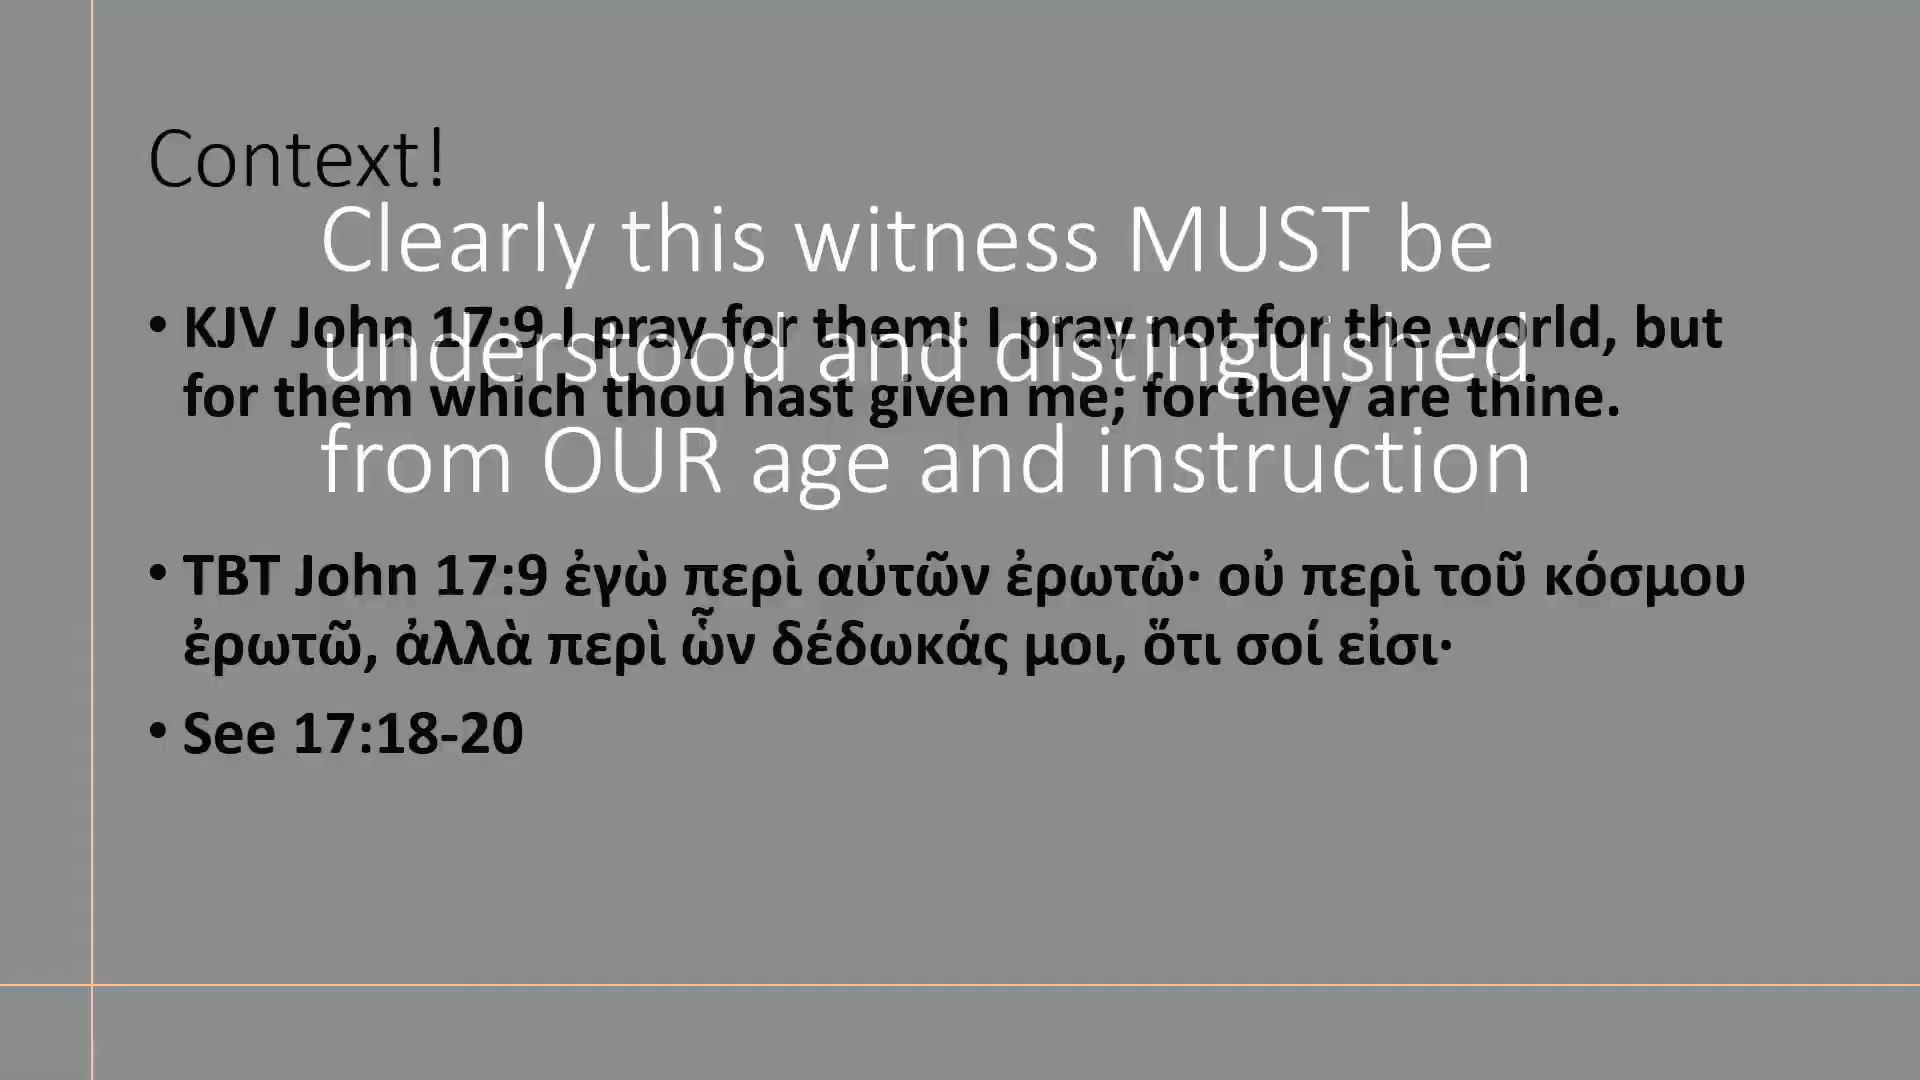 Context!
Clearly this witness MUST be
understood and distinguished
from OUR age and instruction
• KJV John 17:9 I pray for them: I pray not for the world, but
for them which thou hast given me; for they are thine.
• TBT John 17:9 ἐγὼ περὶ αὐτῶν ἐρωτῶ· οὐ περὶ τοῦ κόσμου
ἐρωτῶ, ἀλλὰ περὶ ὧν δέδωκάς μοι, ὅτι σοί εἰσι·
• See 17:18-20